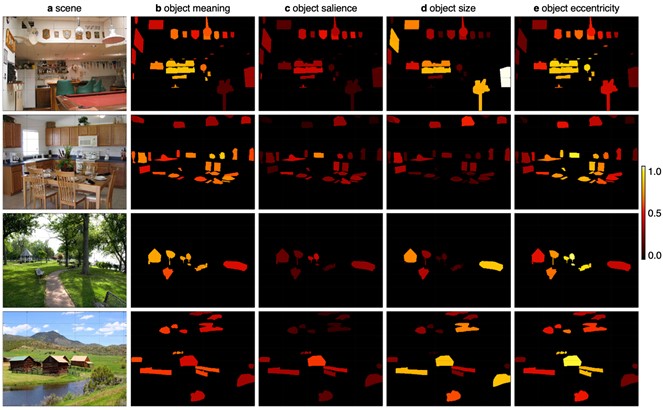 a scene
b object meaning
c object salience
d object size
e object eccentricity
1.0
0.5
0.0